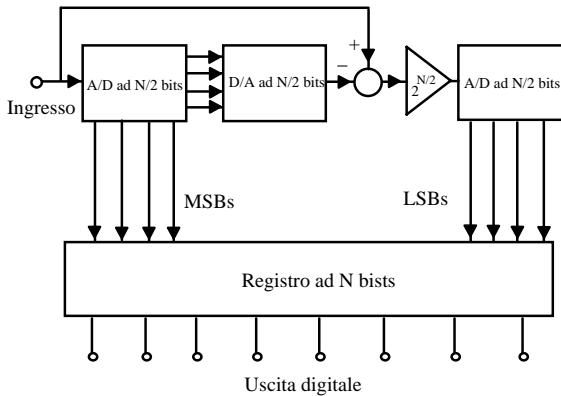 +
−
A/D ad N/2 bits
D/A ad N/2 bits
2^N/2
A/D ad N/2 bits
Ingresso
MSBs
LSBs
Registro ad N bists
Uscita digitale